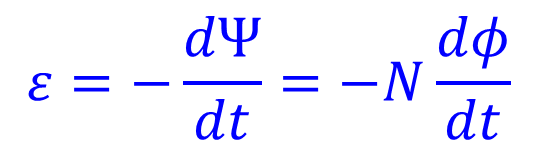 ε = − dΨ/dt = −N dϕ/dt